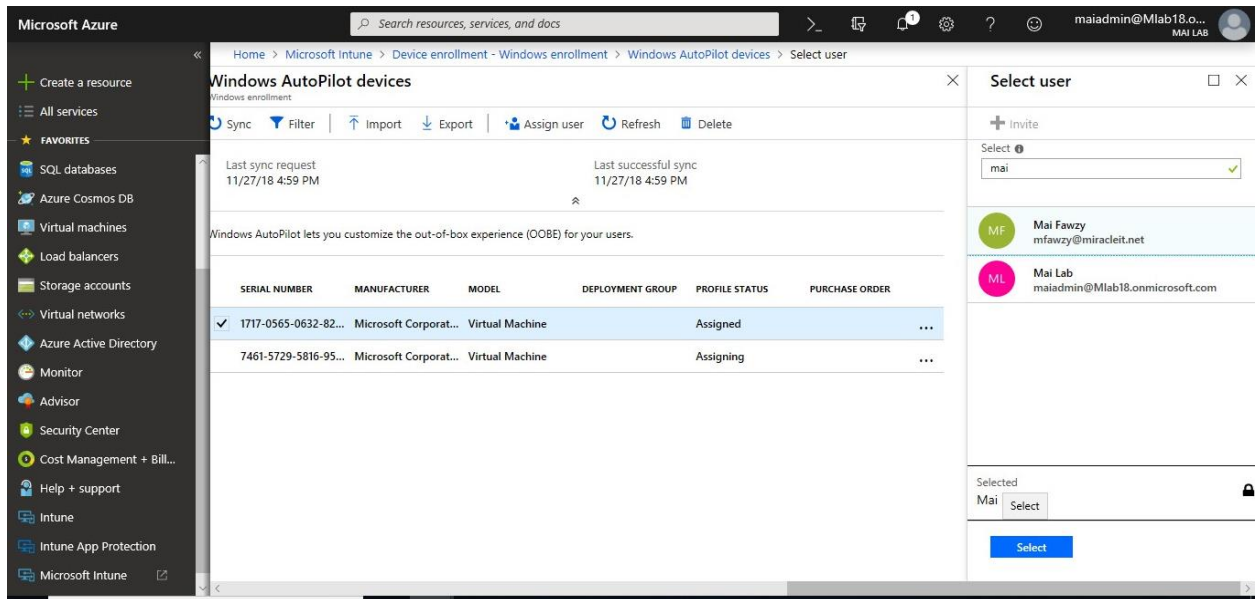 Microsoft Azure
Search resources, services, and docs
1
maiadmin@Mlab18.o...
MAI LAB
Home > Microsoft Intune > Device enrollment - Windows enrollment > Windows AutoPilot devices > Select user
Create a resource
All services
FAVORITES
SQL databases
Azure Cosmos DB
Virtual machines
Load balancers
Storage accounts
Virtual networks
Azure Active Directory
Monitor
Advisor
Security Center
Cost Management + Bill...
Help + support
Intune
Intune App Protection
Microsoft Intune
Windows AutoPilot devices
Windows enrollment
Sync Filter Import Export Assign user Refresh Delete
Last sync request Last successful sync
11/27/18 4:59 PM 11/27/18 4:59 PM
Windows AutoPilot lets you customize the out-of-box experience (OOBE) for your users.
SERIAL NUMBER MANUFACTURER MODEL DEPLOYMENT GROUP PROFILE STATUS PURCHASE ORDER
1717-0565-0632-82... Microsoft Corporat... Virtual Machine Assigned ...
7461-5729-5816-95... Microsoft Corporat... Virtual Machine Assigning ...
Select user
Invite
Select
mai
MF
Mai Fawzy
mfawzy@miracleit.net
ML
Mai Lab
maiadmin@Mlab18.onmicrosoft.com
Selected
Mai
Select
Select